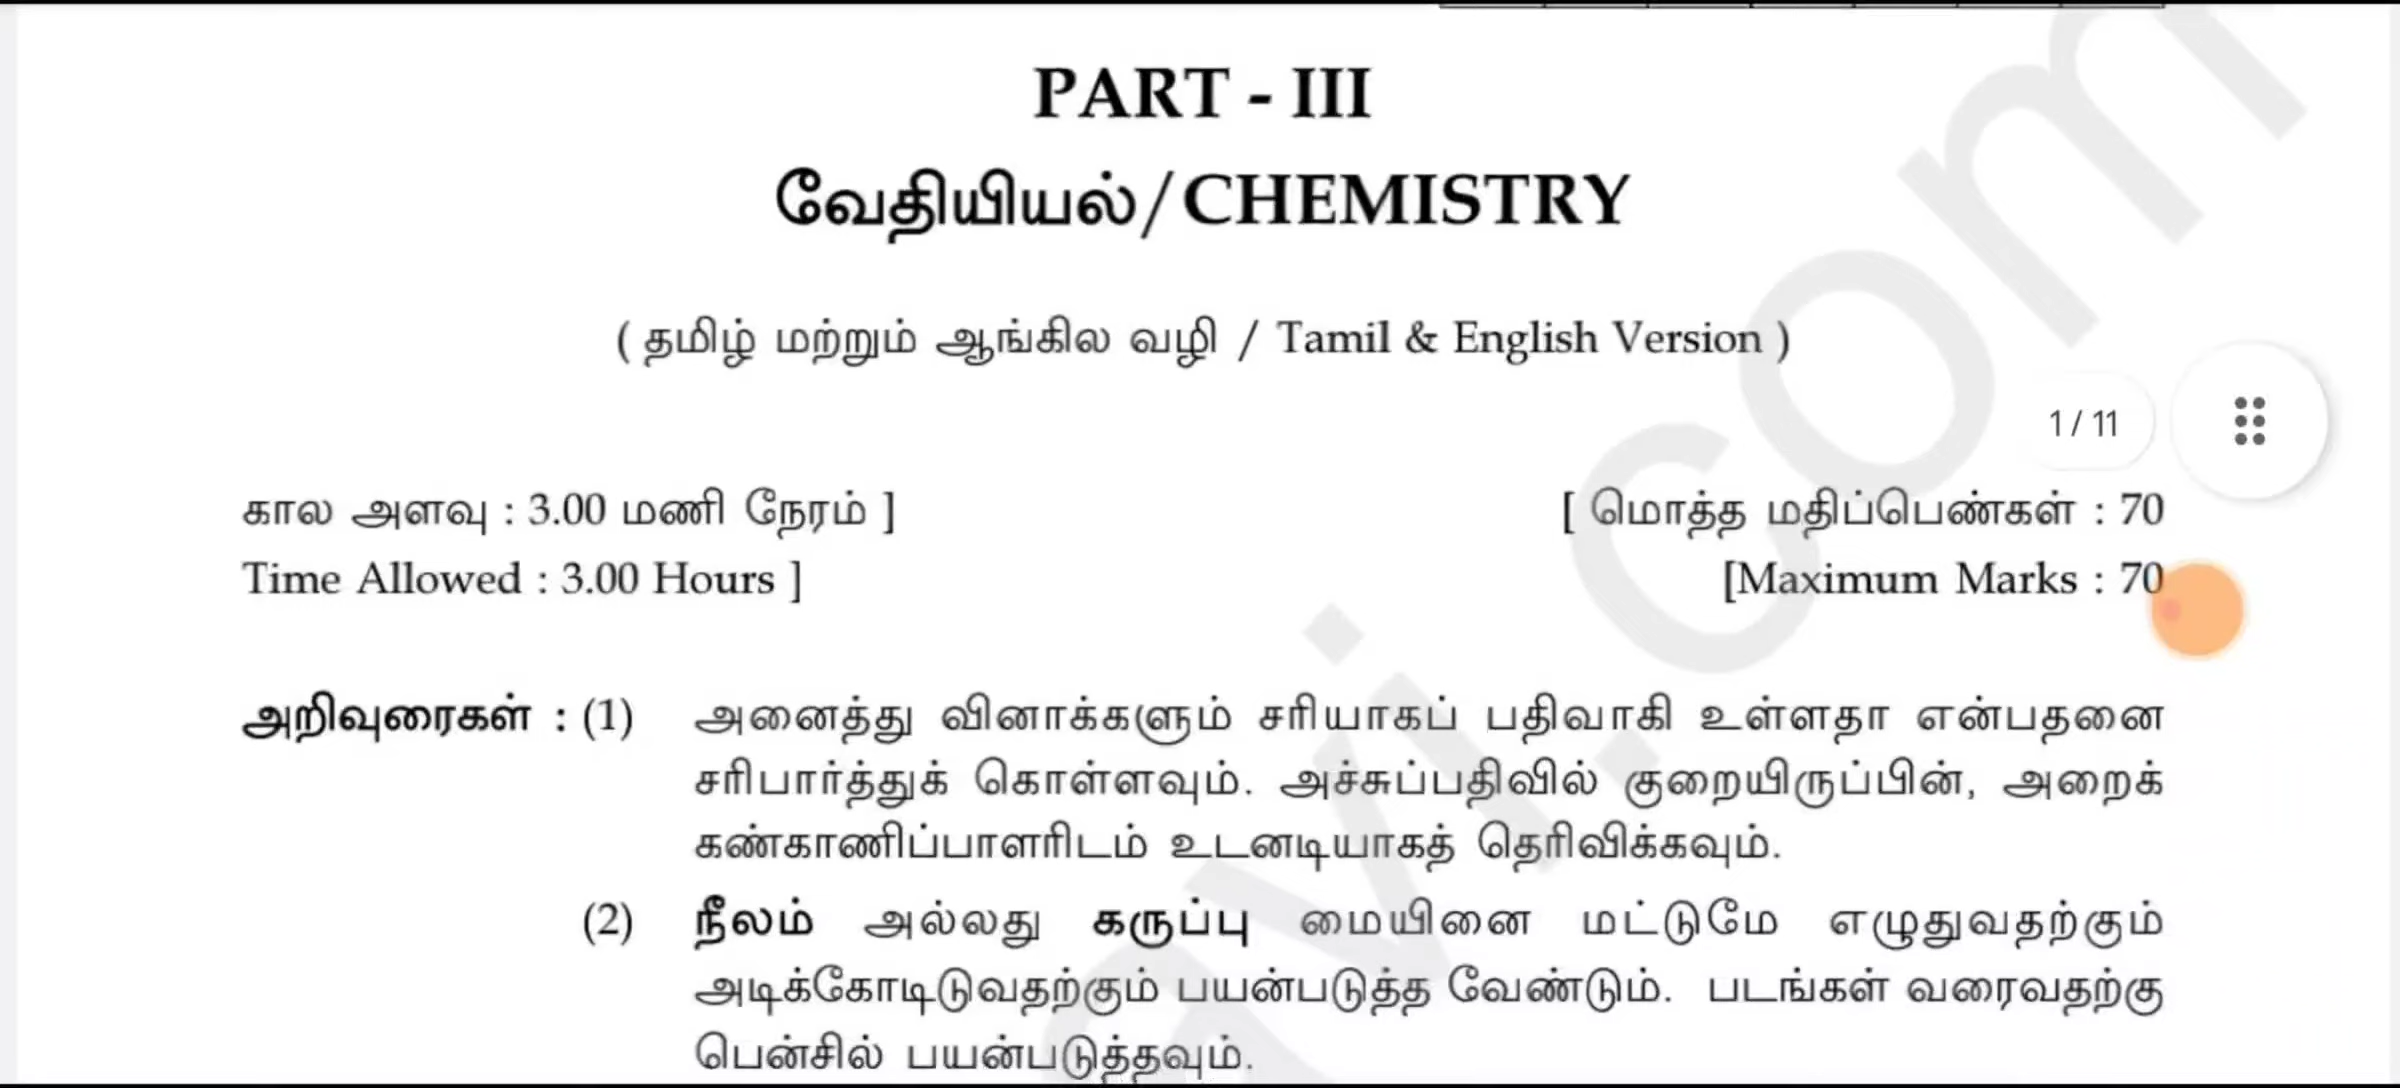 PART - III
வேதியியல்/CHEMISTRY
( தமிழ் மற்றும் ஆங்கில வழி / Tamil & English Version )
1 / 11
கால அளவு : 3.00 மணி நேரம் ] [ மொத்த மதிப்பெண்கள் : 70
Time Allowed : 3.00 Hours ] [Maximum Marks : 70
அறிவுரைகள் : (1) அனைத்து வினாக்களும் சரியாகப் பதிவாகி உள்ளதா என்பதனை
சரிபார்த்துக் கொள்ளவும். அச்சுப்பதிவில் குறையிருப்பின், அறைக்
கண்காணிப்பாளரிடம் உடனடியாகத் தெரிவிக்கவும்.
(2) நீலம் அல்லது கருப்பு மையினை மட்டுமே எழுதுவதற்கும்
அடிக்கோடிடுவதற்கும் பயன்படுத்த வேண்டும். படங்கள் வரைவதற்கு
பென்சில் பயன்படுத்தவும்.
avi.com